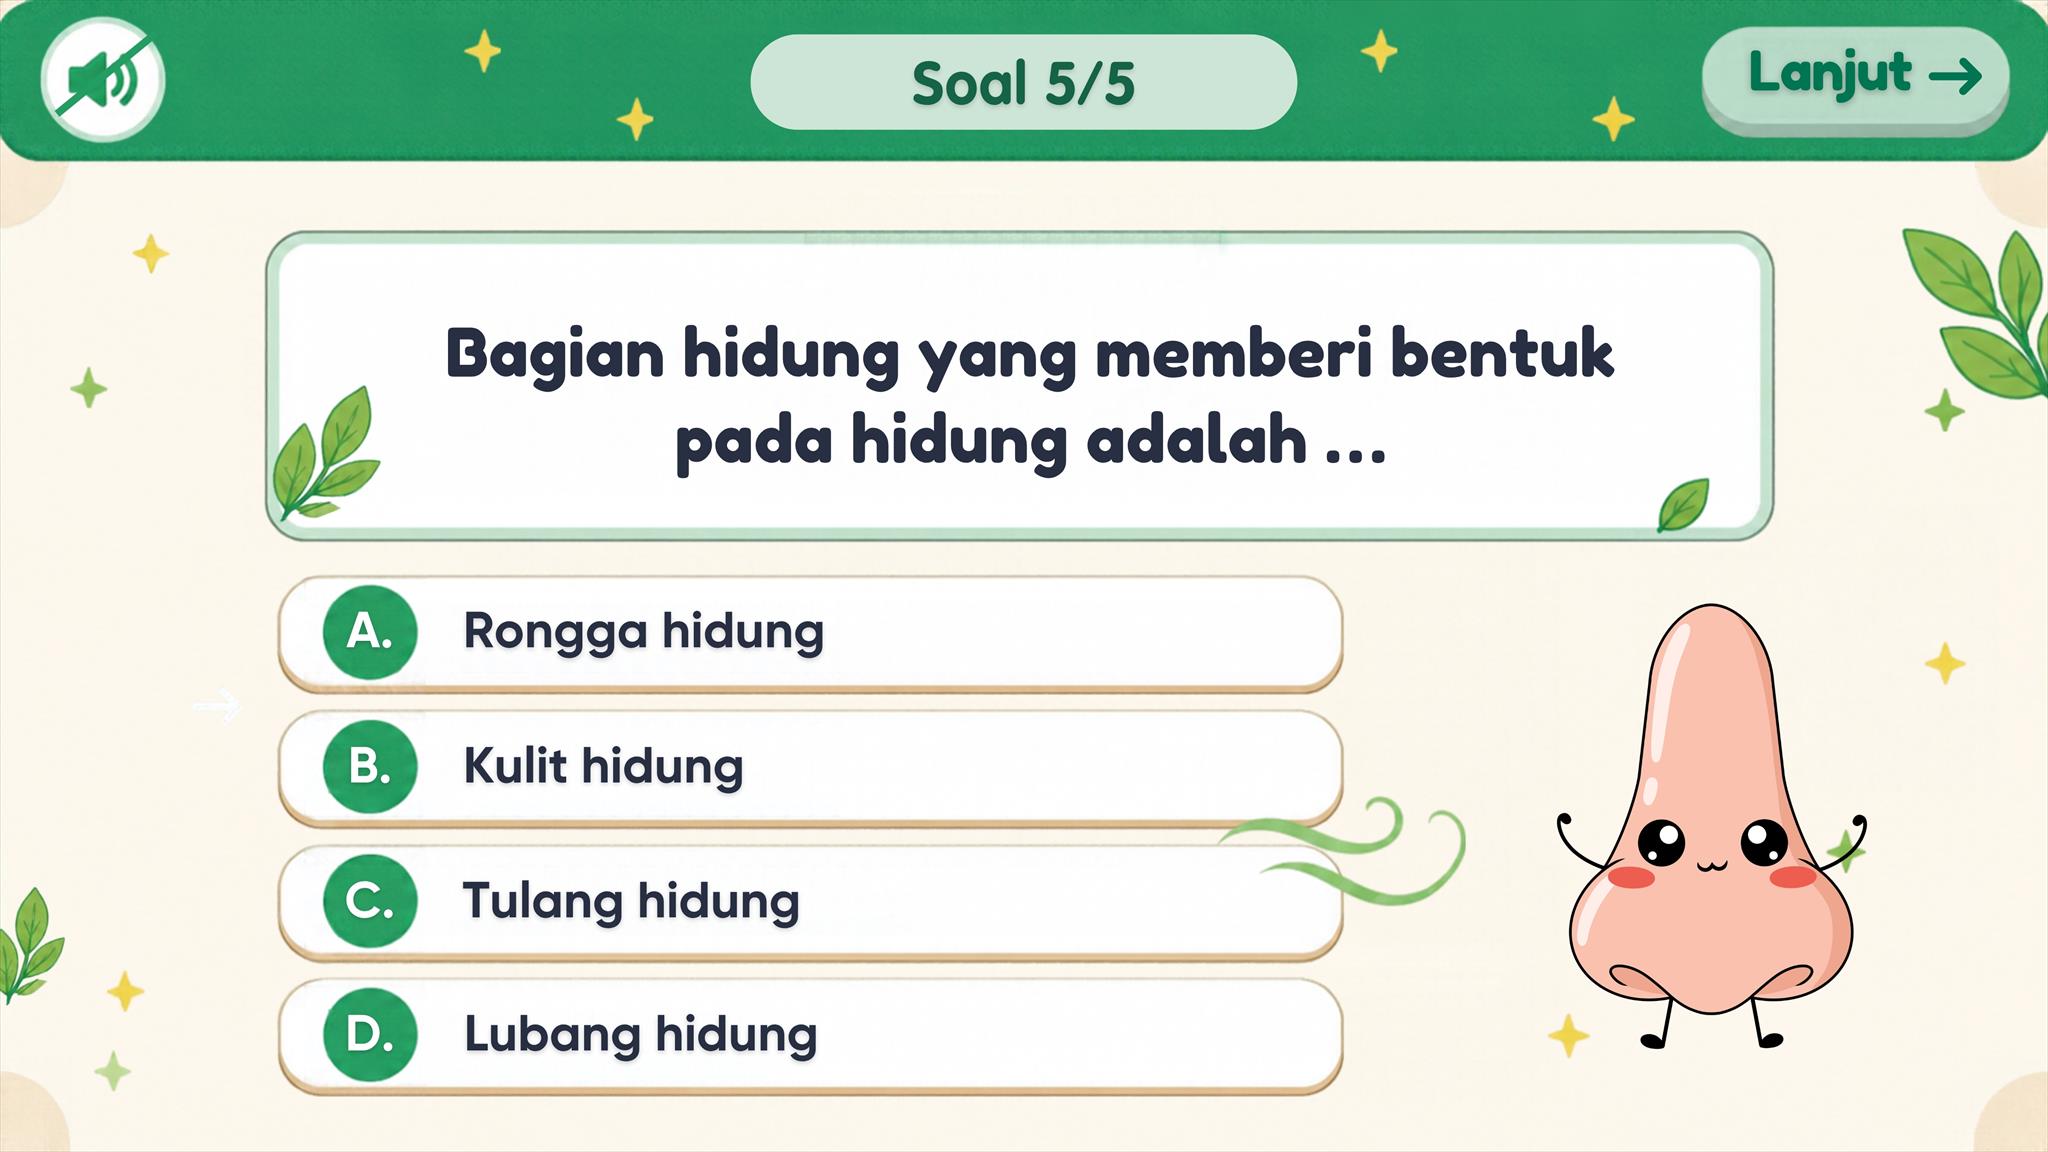 Soal 5/5
Lanjut →
Bagian hidung yang memberi bentuk
pada hidung adalah ...
A. Rongga hidung
B. Kulit hidung
C. Tulang hidung
D. Lubang hidung